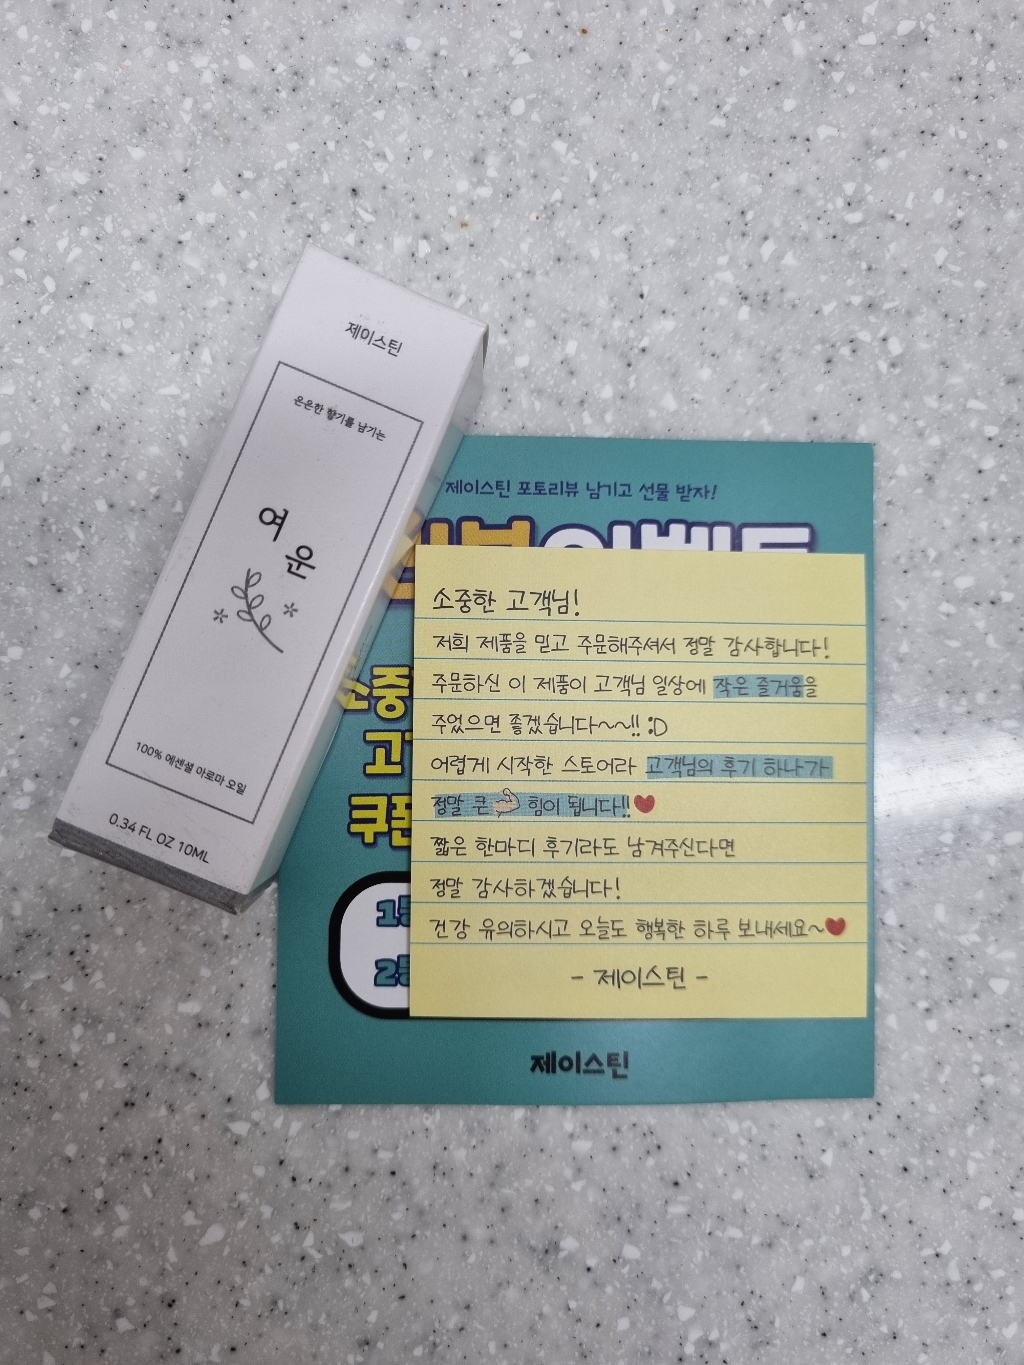 제이스틴
은은한 향기를 남기는
여운
100% 에센셜 아로마 오일
0.34 FL OZ 10ML
제이스틴 포토리뷰 남기고 선물 받자!
소중한 고객님!
저희 제품을 믿고 주문해주셔서 정말 감사합니다!
주문하신 이 제품이 고객님 일상에 작은 즐거움을
주었으면 좋겠습니다~~!! :D
어렵게 시작한 스토어라 고객님의 후기 하나가
정말 큰 💪 힘이 됩니다!!❤
짧은 한마디 후기라도 남겨주신다면
정말 감사하겠습니다!
건강 유의하시고 오늘도 행복한 하루 보내세요~❤
- 제이스틴 -
제이스틴